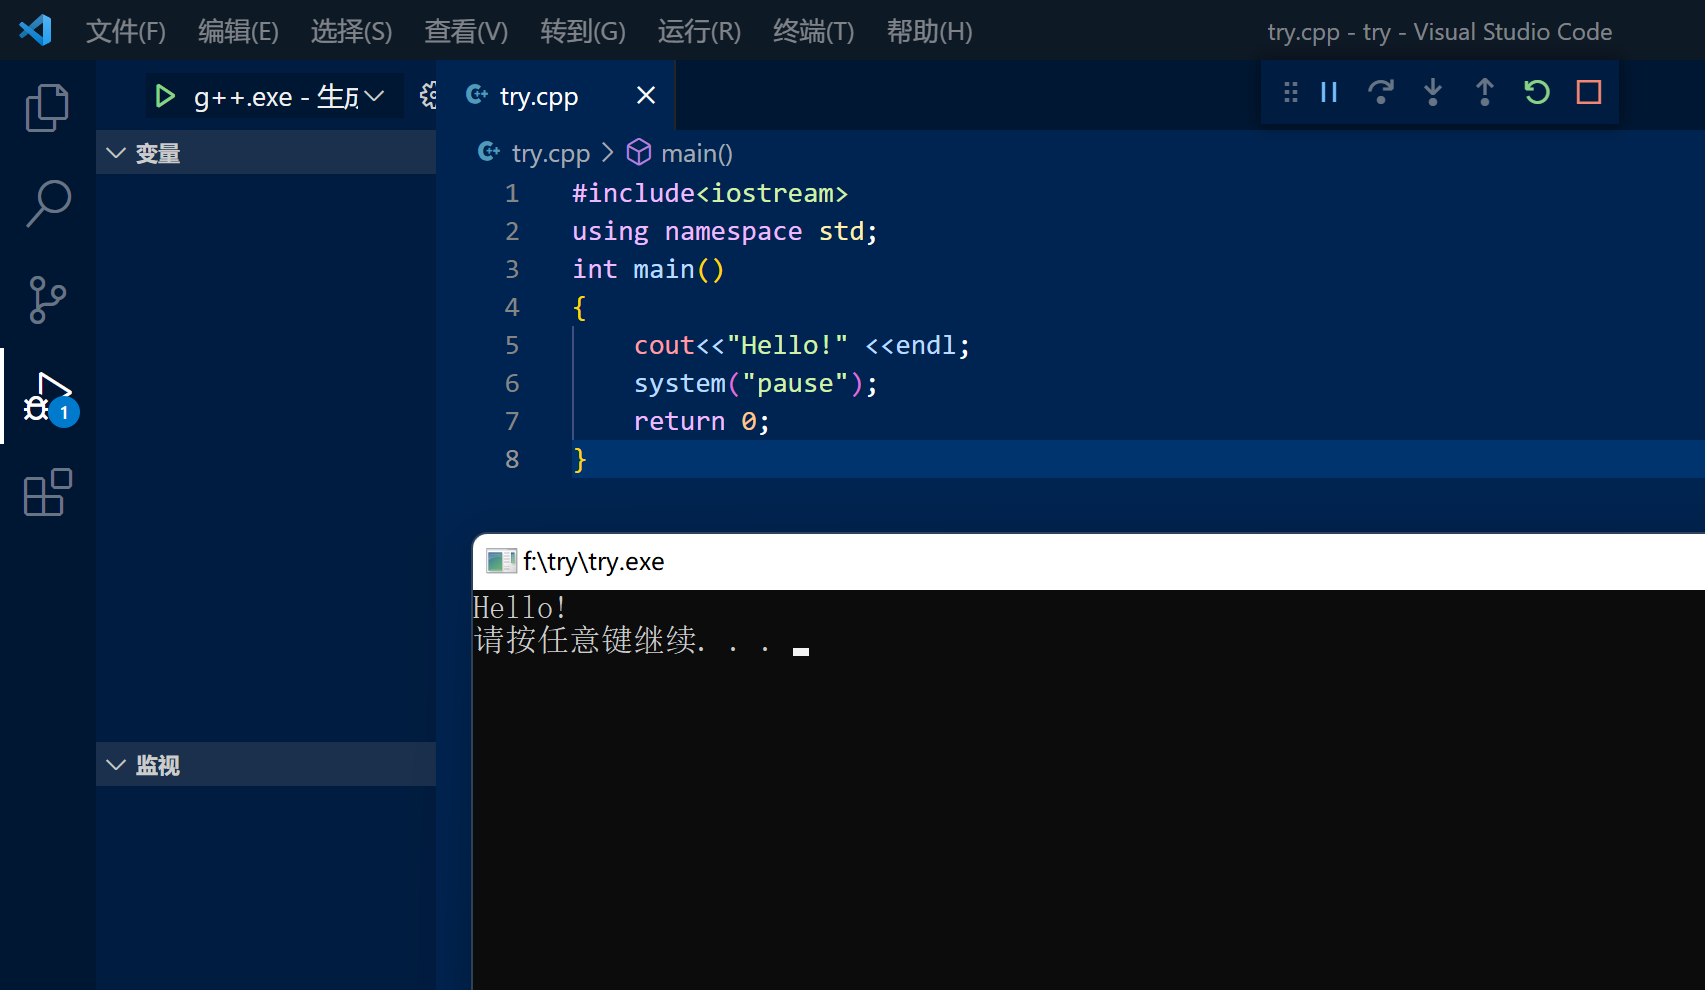 文件(F) 编辑(E) 选择(S) 查看(V) 转到(G) 运行(R) 终端(T) 帮助(H) try.cpp - try - Visual Studio Code
g++.exe - 生成
try.cpp
变量
try.cpp > main()
1 #include<iostream>
2 using namespace std;
3 int main()
4 {
5 cout<<"Hello!" <<endl;
6 system("pause");
7 return 0;
8 }
1
f:\try\try.exe
Hello!
请按任意键继续. . .
监视